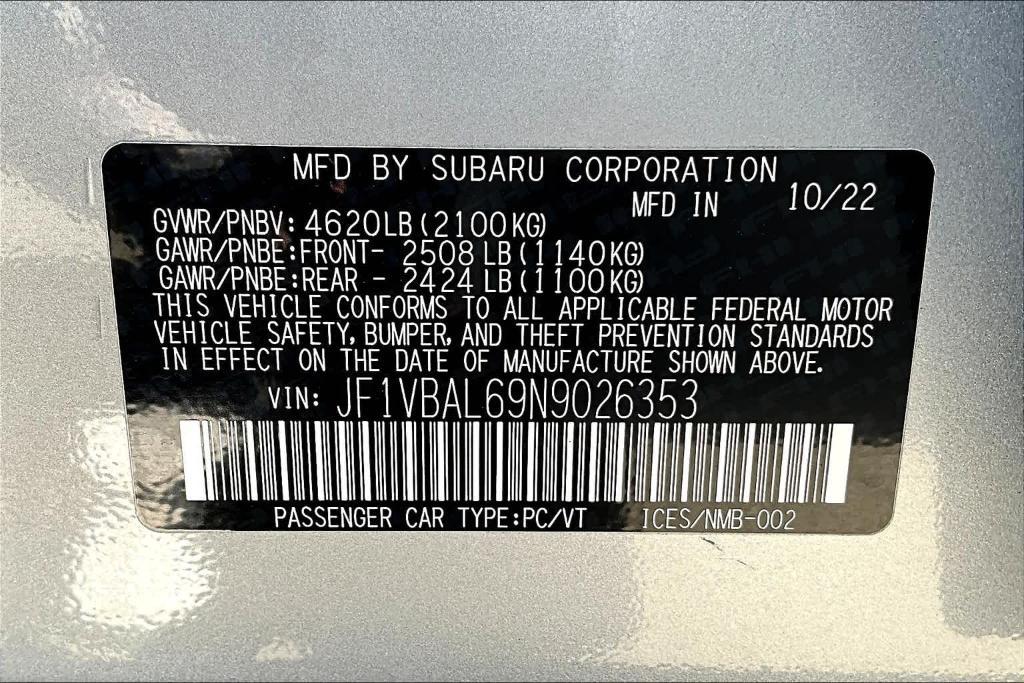 MFD BY SUBARU CORPORATION
MFD IN 10/22
GVWR/PNBV: 4620LB(2100KG)
GAWR/PNBE:FRONT- 2508 LB(1140KG)
GAWR/PNBE:REAR - 2424 LB(1100KG)
THIS VEHICLE CONFORMS TO ALL APPLICABLE FEDERAL MOTOR
VEHICLE SAFETY, BUMPER, AND THEFT PREVENTION STANDARDS
IN EFFECT ON THE DATE OF MANUFACTURE SHOWN ABOVE.
VIN: JF1VBAL69N9026353
PASSENGER CAR TYPE:PC/VT ICES/NMB-002